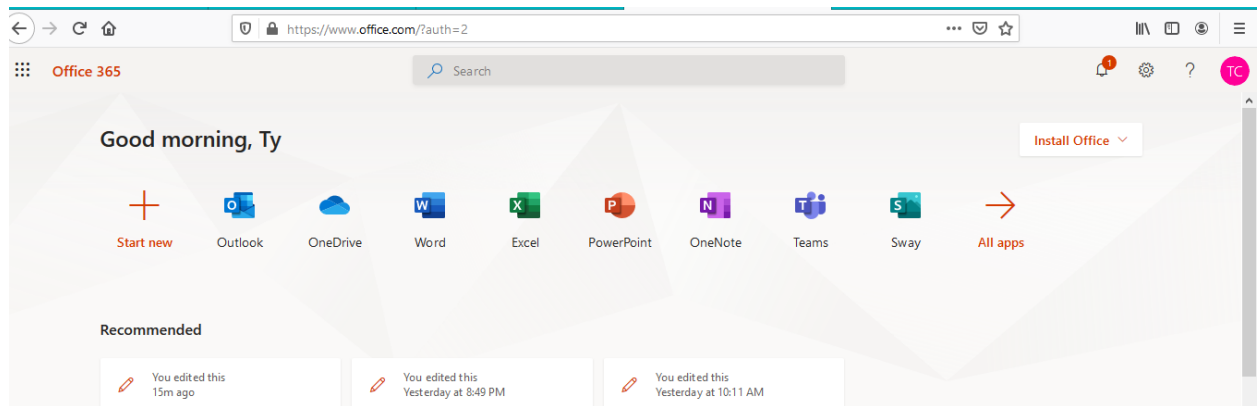 https://www.office.com/?auth=2
Office 365
Search
1
TC
Good morning, Ty
Install Office
Start new
Outlook
OneDrive
Word
Excel
PowerPoint
OneNote
Teams
Sway
All apps
Recommended
You edited this
15m ago
You edited this
Yesterday at 8:49 PM
You edited this
Yesterday at 10:11 AM